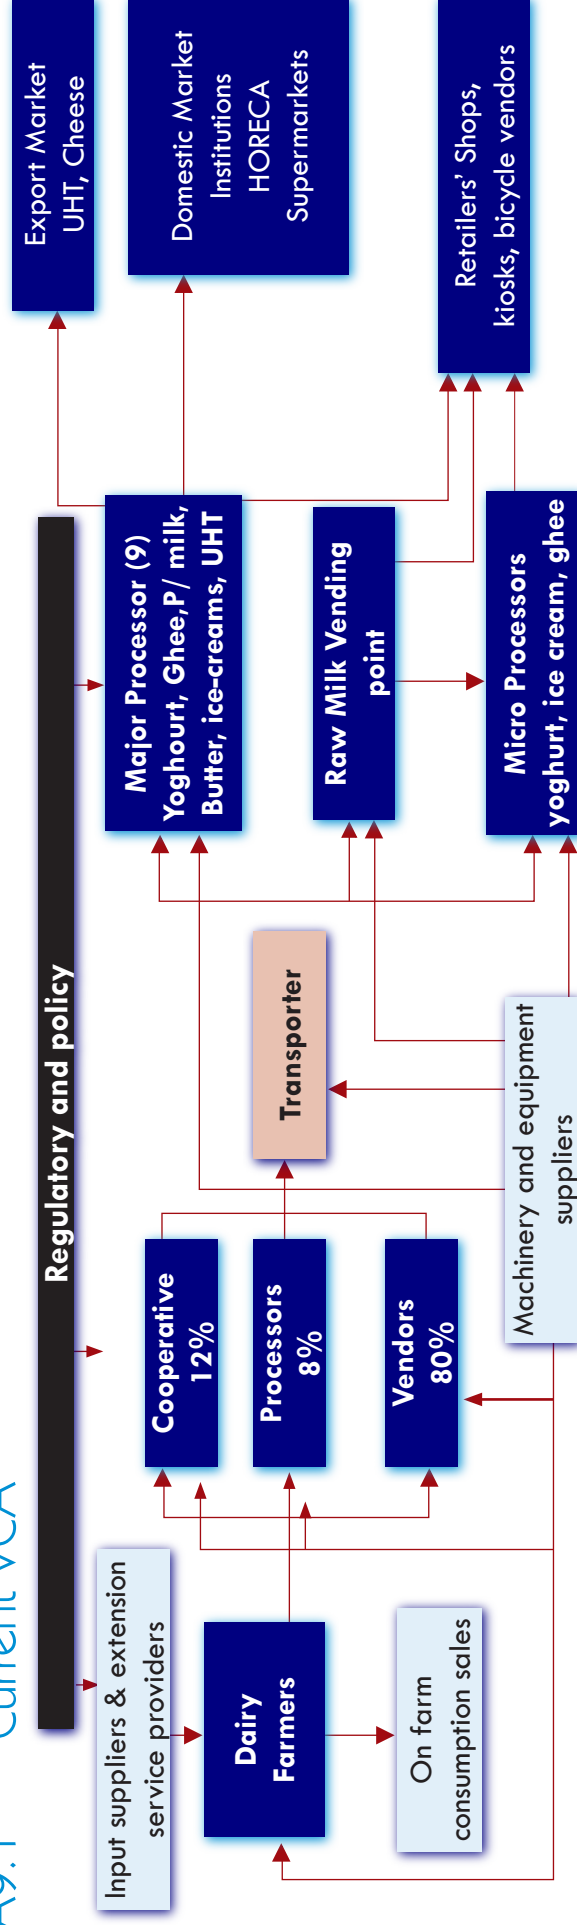 Current VCA
Regulatory and policy
Input suppliers & extension
service providers
Dairy
Farmers
On farm
consumption sales
Cooperative
12%
Processors
8%
Vendors
80%
Transporter
Machinery and equipment
suppliers
Major Processor (9)
Yoghourt, Ghee,P/ milk,
Butter, ice-creams, UHT
Raw Milk Vending
point
Micro Processors
yoghurt, ice cream, ghee
Export Market
UHT, Cheese
Domestic Market
Institutions
HORECA
Supermarkets
Retailers’ Shops,
kiosks, bicycle vendors